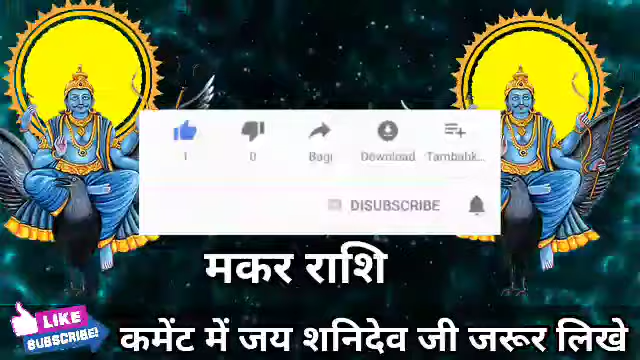 1 0 Bagi Download Tambahk...
DISUBSCRIBE
मकर राशि
LIKE
SUBSCRIBE!
कमेंट में जय शनिदेव जी जरूर लिखे